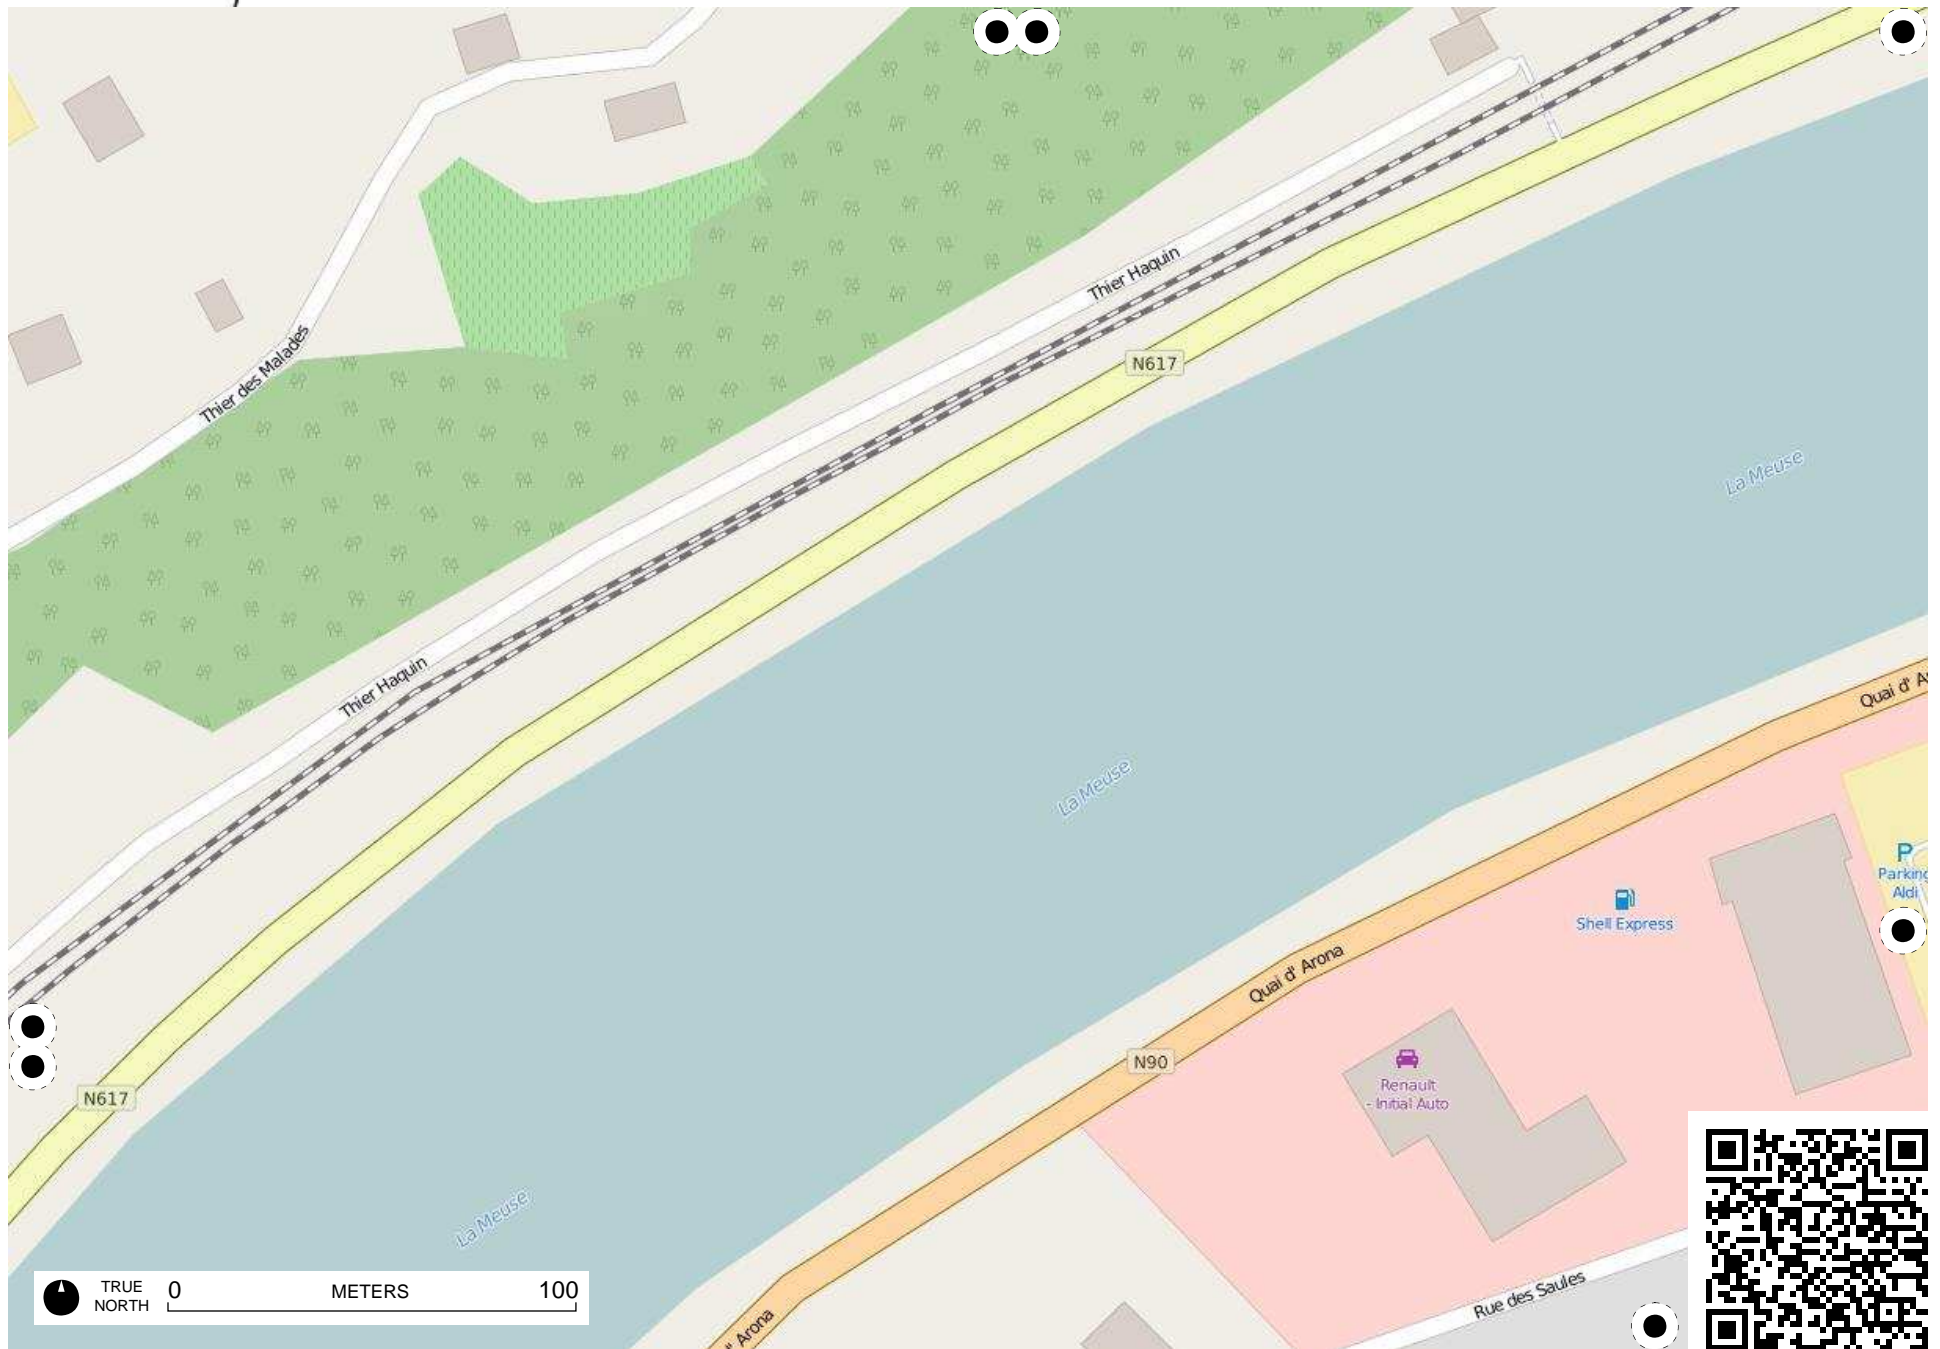 Thier Haquin
Thier des Malades
N617
La Meuse
Thier Haquin
Quai d' A
La Meuse
P
Parking
Aldi
Shell Express
Quai d' Arona
N90
Renault
- Initial Auto
N617
La Meuse
TRUE
NORTH
0 METERS 100
Rue des Saules
' Arona